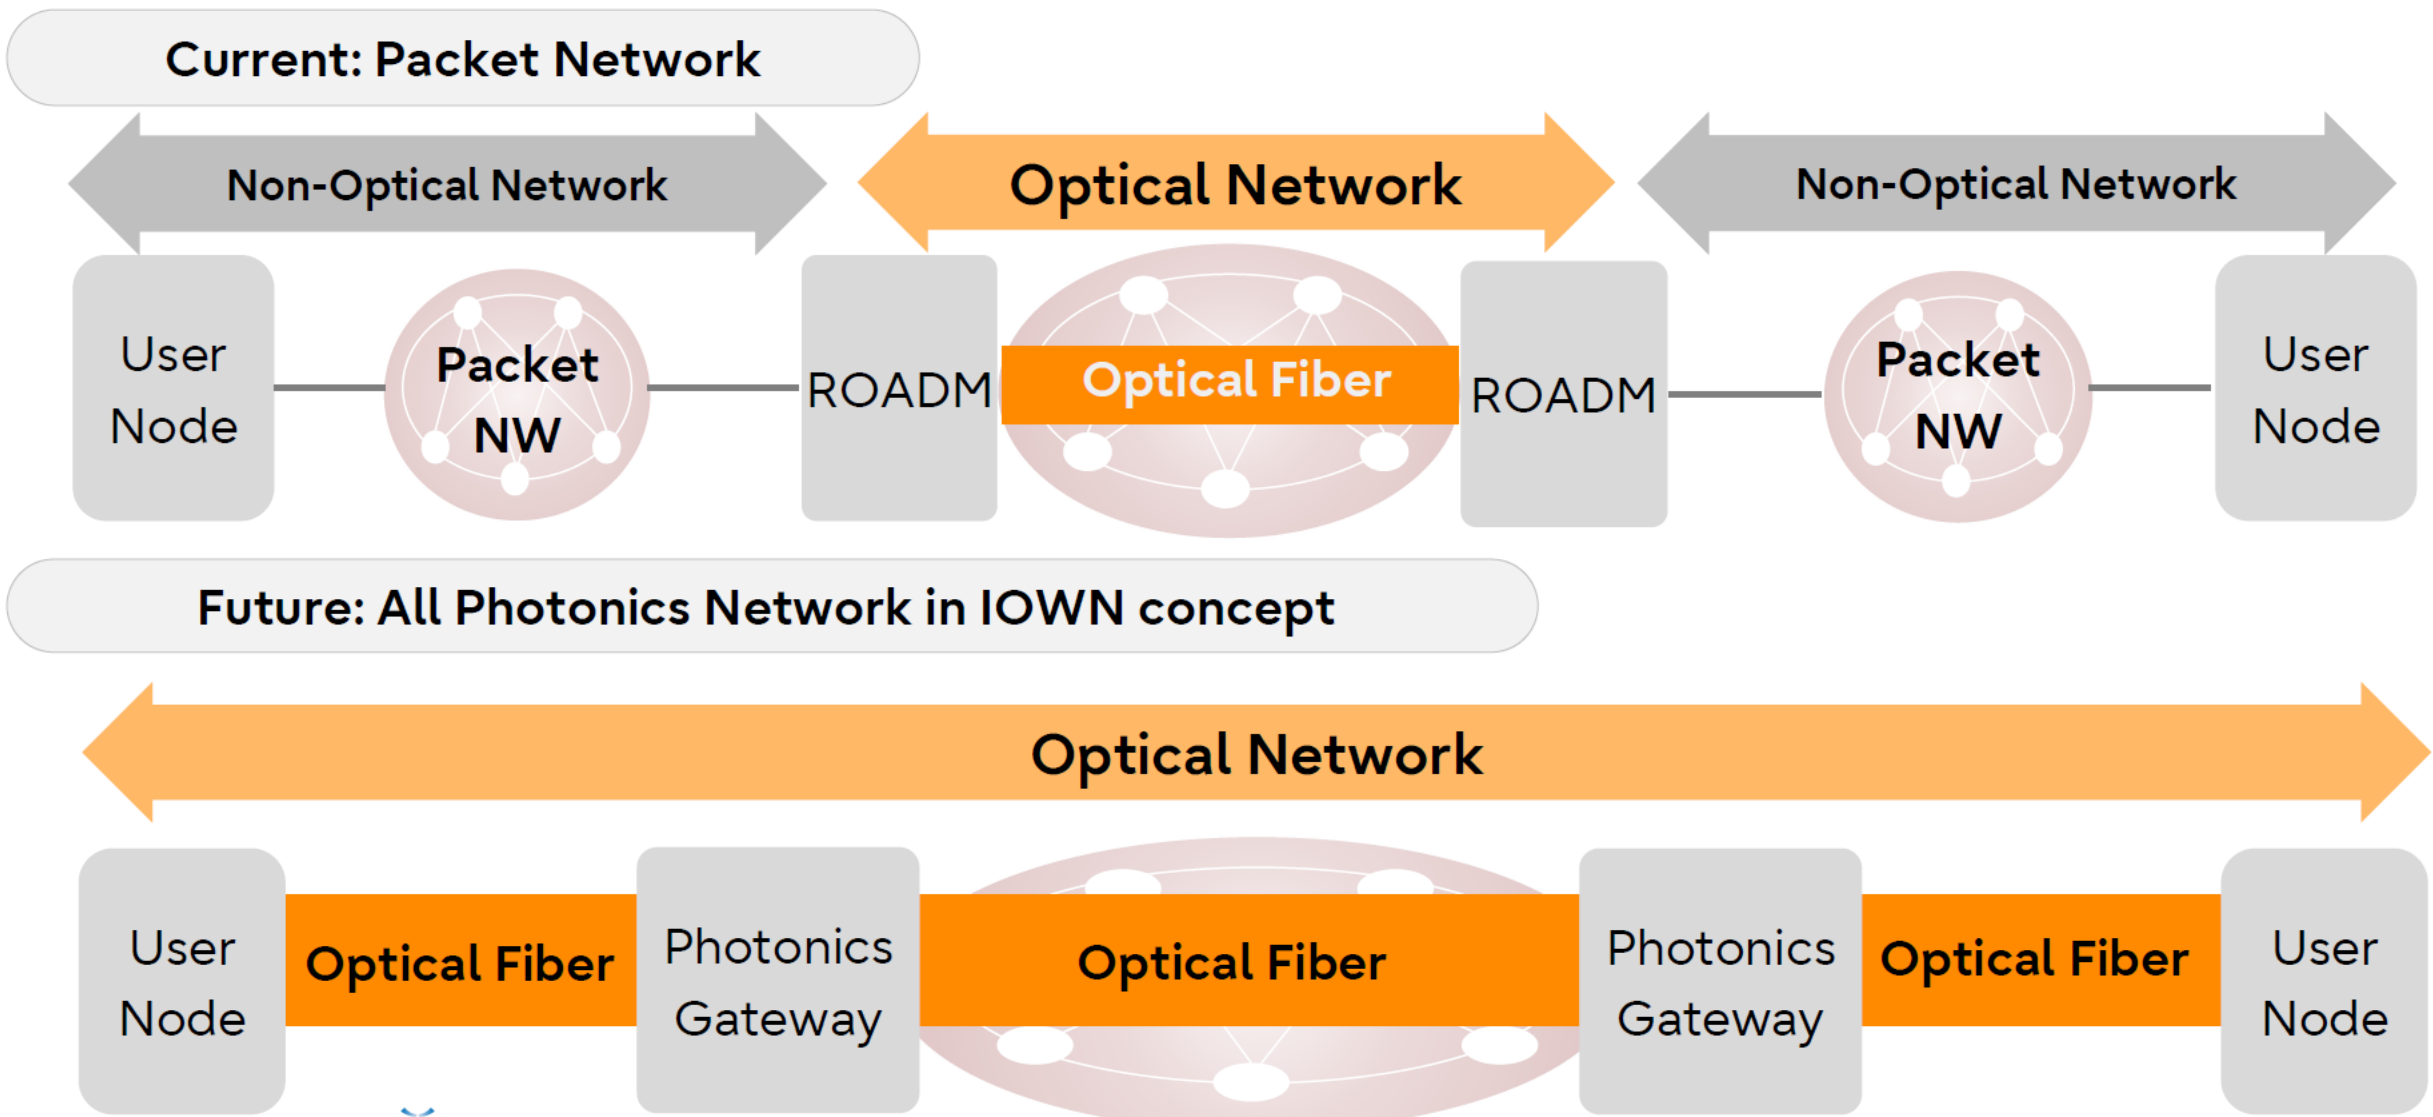 Current: Packet Network
Non-Optical Network
Optical Network
Non-Optical Network
User
Node
Packet
NW
ROADM
Optical Fiber
ROADM
Packet
NW
User
Node
Future: All Photonics Network in IOWN concept
Optical Network
User
Node
Optical Fiber
Photonics
Gateway
Optical Fiber
Photonics
Gateway
Optical Fiber
User
Node